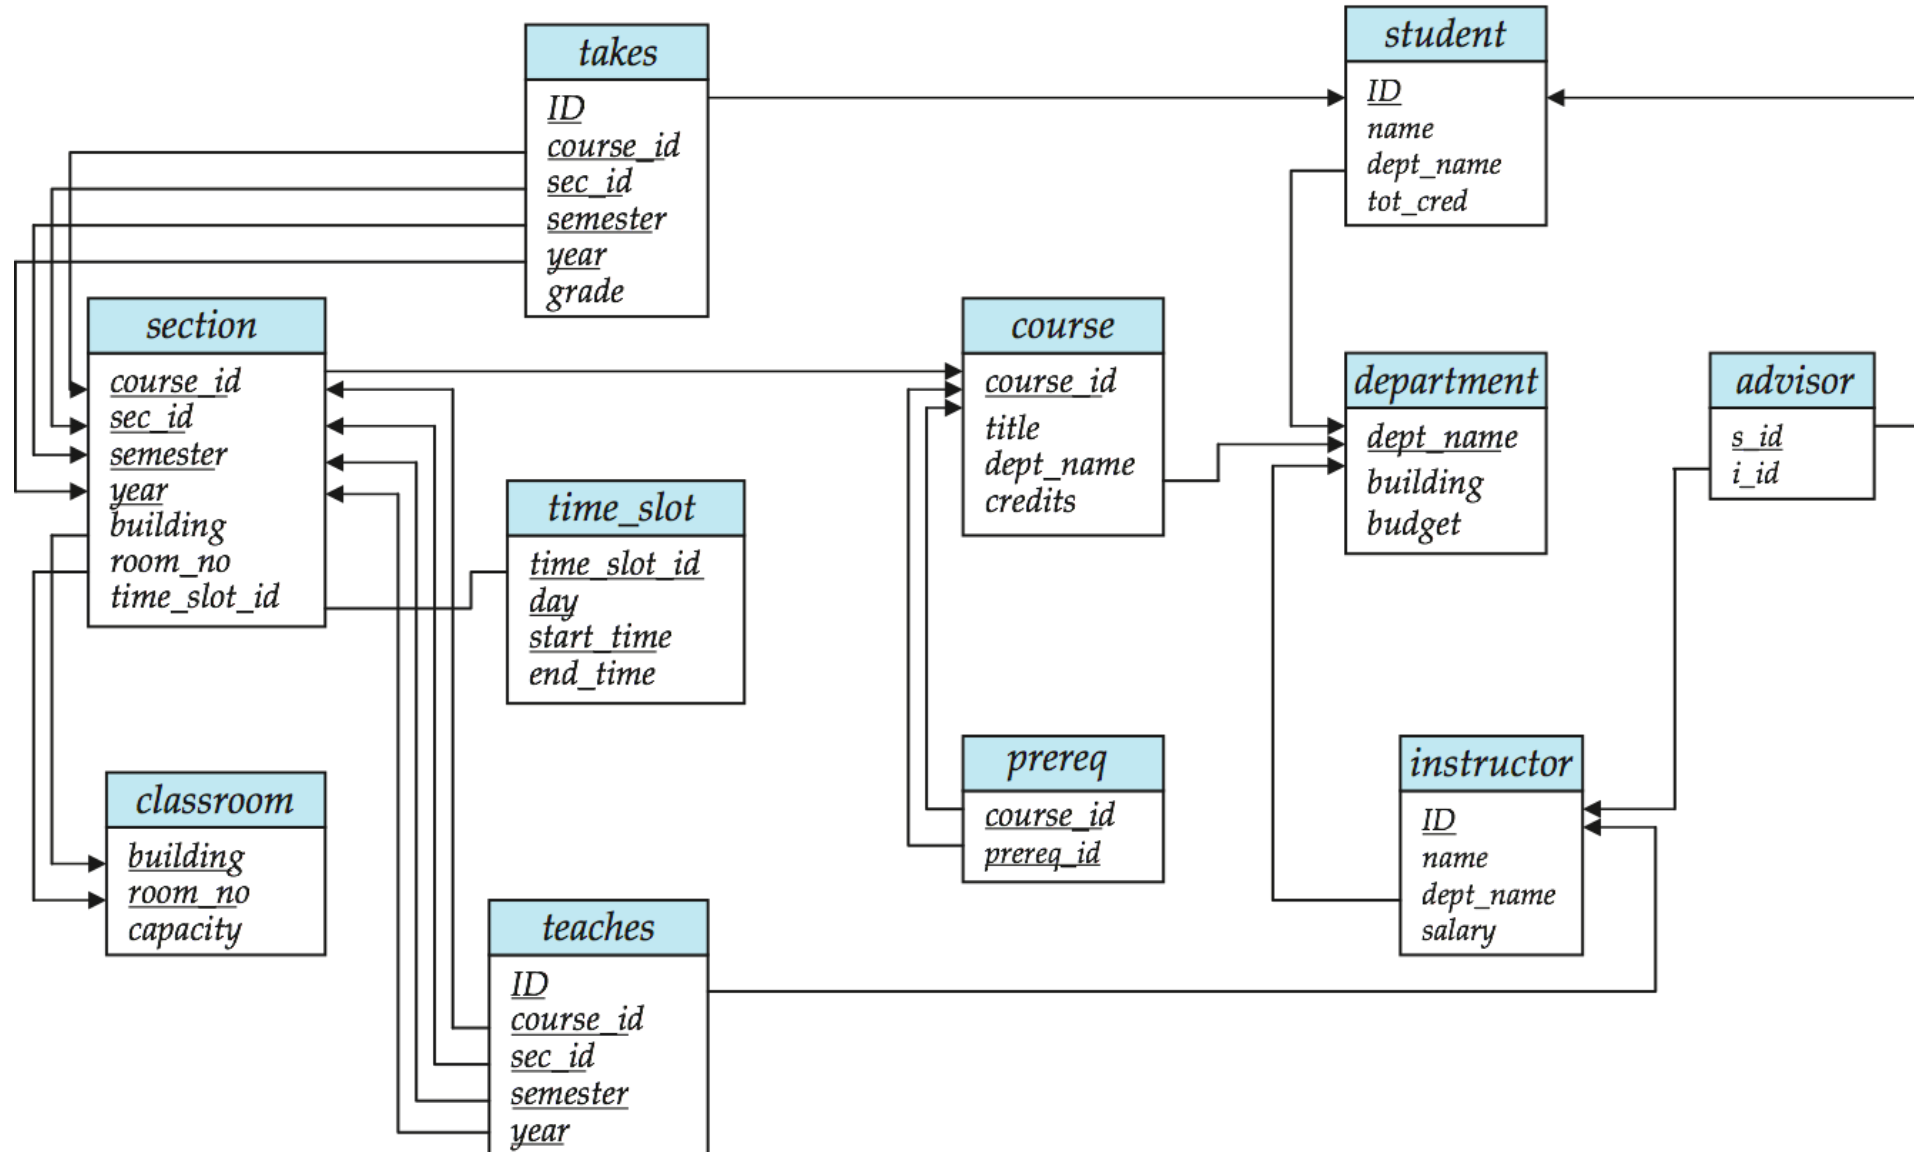 takes
ID
course_id
sec_id
semester
year
grade
student
ID
name
dept_name
tot_cred
section
course_id
sec_id
semester
year
building
room_no
time_slot_id
course
course_id
title
dept_name
credits
department
dept_name
building
budget
advisor
s_id
i_id
time_slot
time_slot_id
day
start_time
end_time
prereq
course_id
prereq_id
instructor
ID
name
dept_name
salary
classroom
building
room_no
capacity
teaches
ID
course_id
sec_id
semester
year